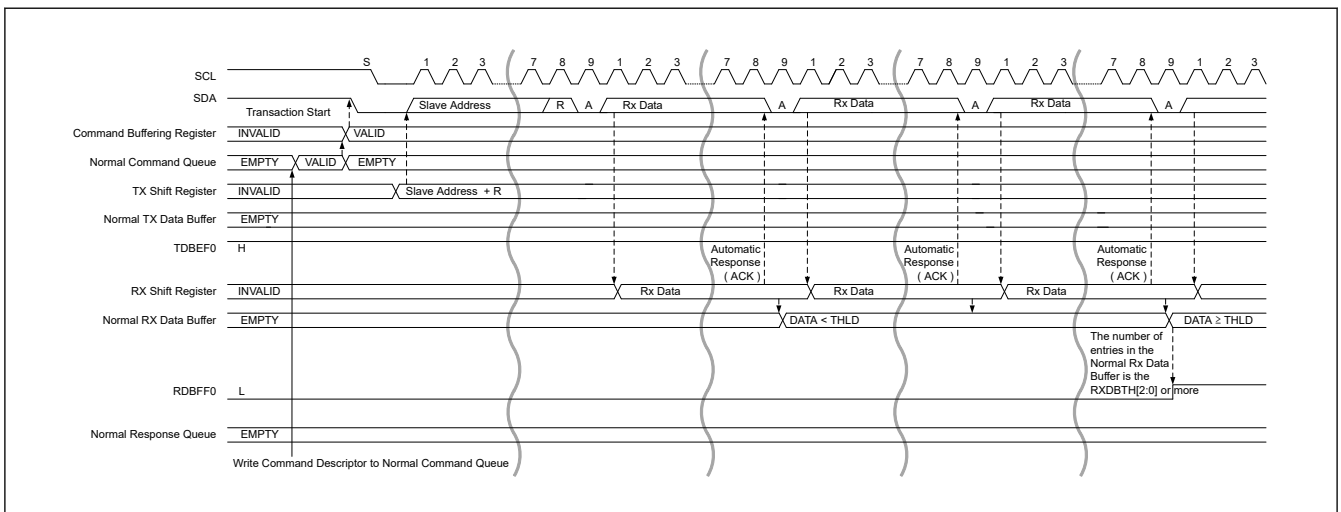 S 1 2 3 7 8 9 1 2 3 7 8 9 1 2 3 7 8 9 1 2 3 7 8 9 1 2 3
SCL
SDA
Transaction Start Slave Address R A Rx Data A Rx Data A Rx Data A
Command Buffering Register INVALID VALID
Normal Command Queue EMPTY VALID EMPTY
TX Shift Register INVALID Slave Address + R
Normal TX Data Buffer EMPTY
TDBEF0 H
Automatic Response ( ACK )
Automatic Response ( ACK )
Automatic Response ( ACK )
RX Shift Register INVALID Rx Data Rx Data Rx Data
Normal RX Data Buffer EMPTY DATA < THLD DATA ≥ THLD
The number of
entries in the
Normal Rx Data
Buffer is the
RXDBTH[2:0] or more
RDBFF0 L
Normal Response Queue EMPTY
Write Command Descriptor to Normal Command Queue